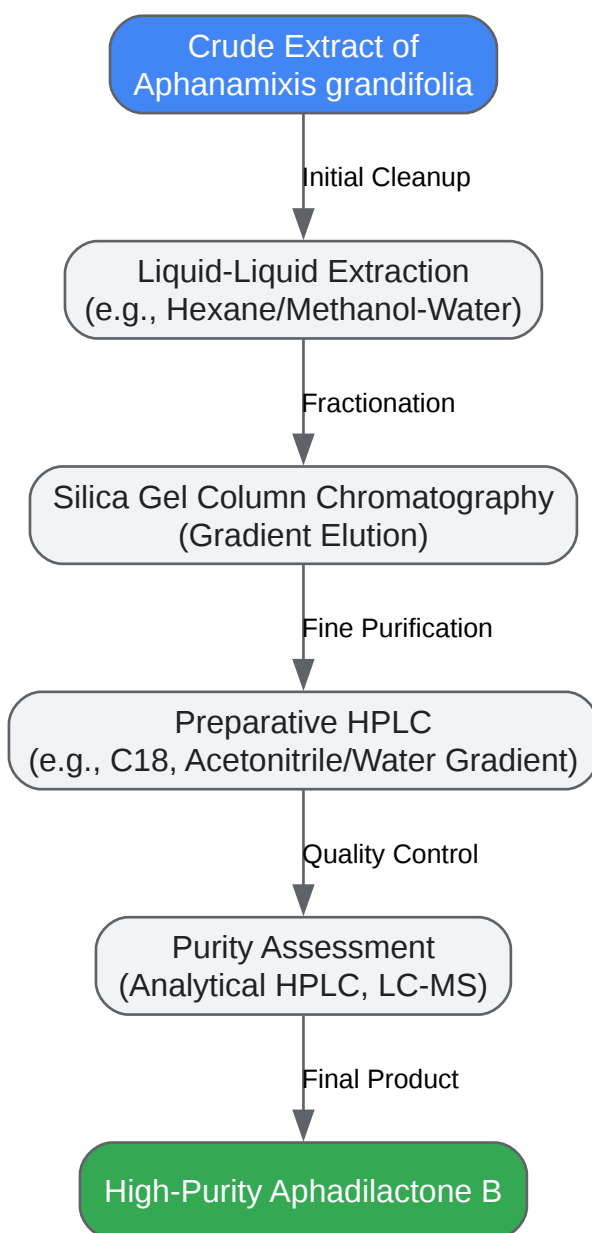 Crude Extract of
Aphanamixis grandifolia
Initial Cleanup
Liquid-Liquid Extraction
(e.g., Hexane/Methanol-Water)
Fractionation
Silica Gel Column Chromatography
(Gradient Elution)
Fine Purification
Preparative HPLC
(e.g., C18, Acetonitrile/Water Gradient)
Quality Control
Purity Assessment
(Analytical HPLC, LC-MS)
Final Product
High-Purity Aphadilactone B